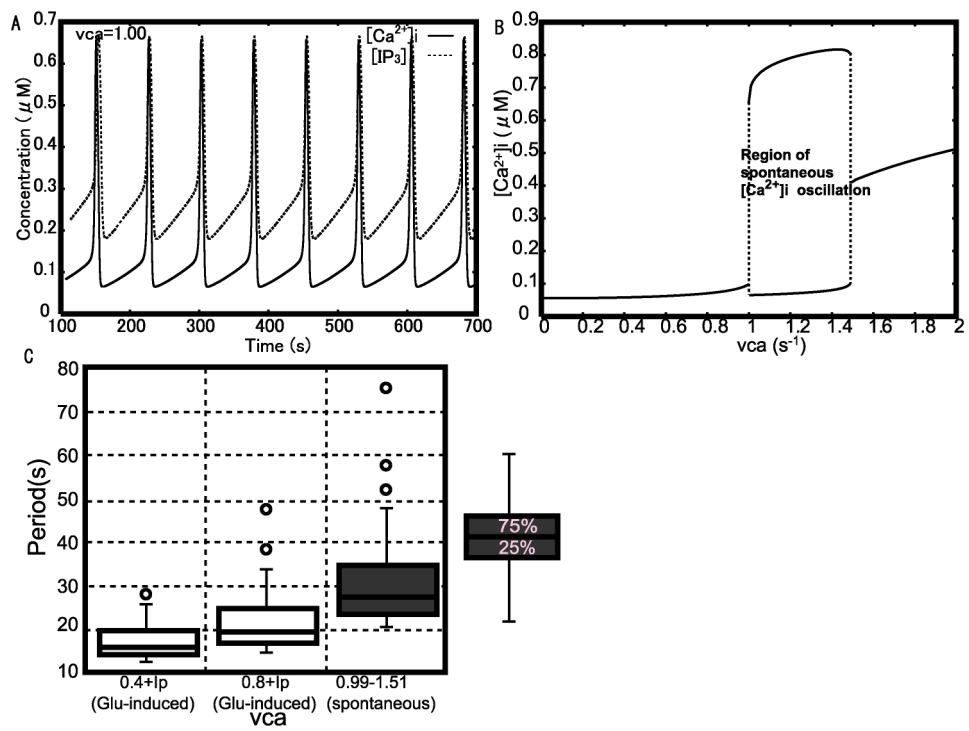 A
0.7
0.6
0.5
0.4
0.3
0.2
0.1
0
Concentration (μM)
vca=1.00
[Ca²⁺]i
[IP₃]
100 200 300 400 500 600 700
Time (s)
B
0.9
0.8
0.7
0.6
0.5
0.4
0.3
0.2
0.1
0
[Ca²⁺]i (μM)
Region of
spontaneous
[Ca²⁺]i oscillation
0 0.2 0.4 0.6 0.8 1 1.2 1.4 1.6 1.8 2
vca (s⁻¹)
C
80
70
60
50
40
30
20
10
Period(s)
0.4+Ip 0.8+Ip 0.99-1.51
(Glu-induced) (Glu-induced) (spontaneous)
vca
75%
25%